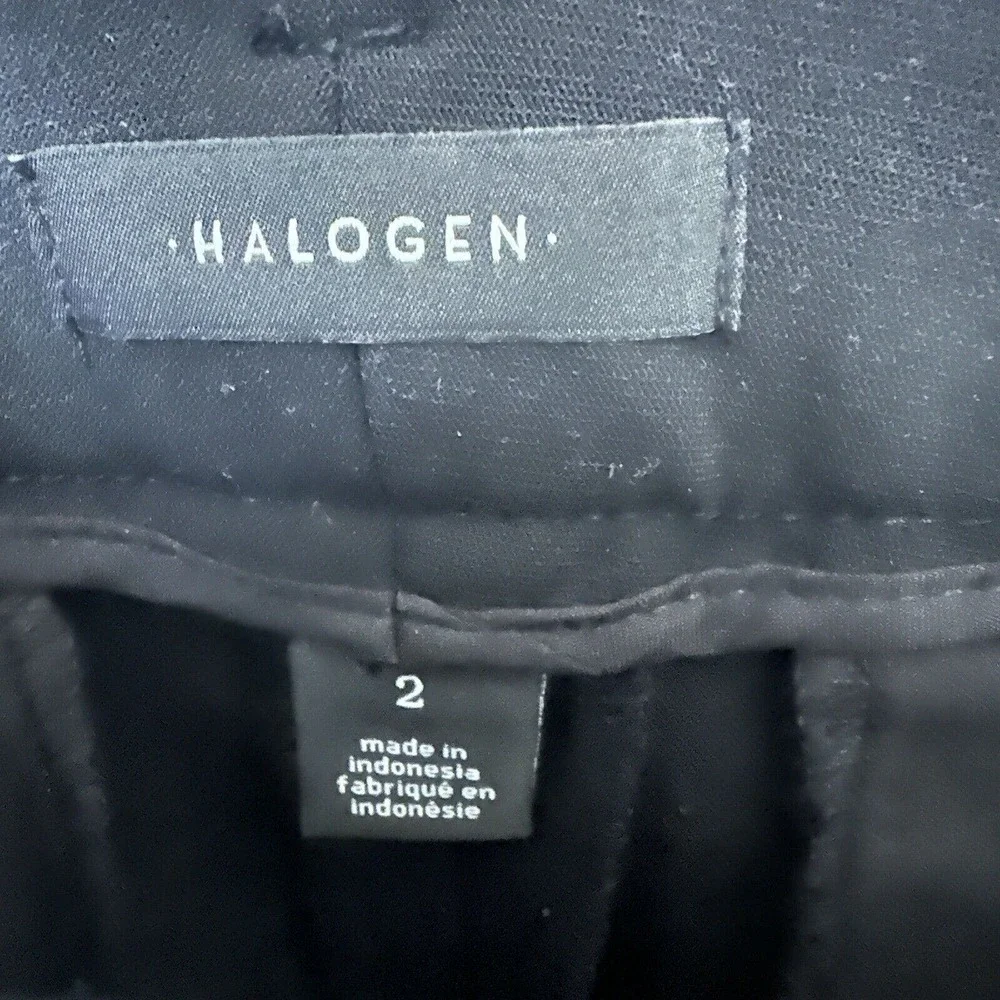 ·HALOGEN·
2
made in
indonesia
fabriqué en
indonésie